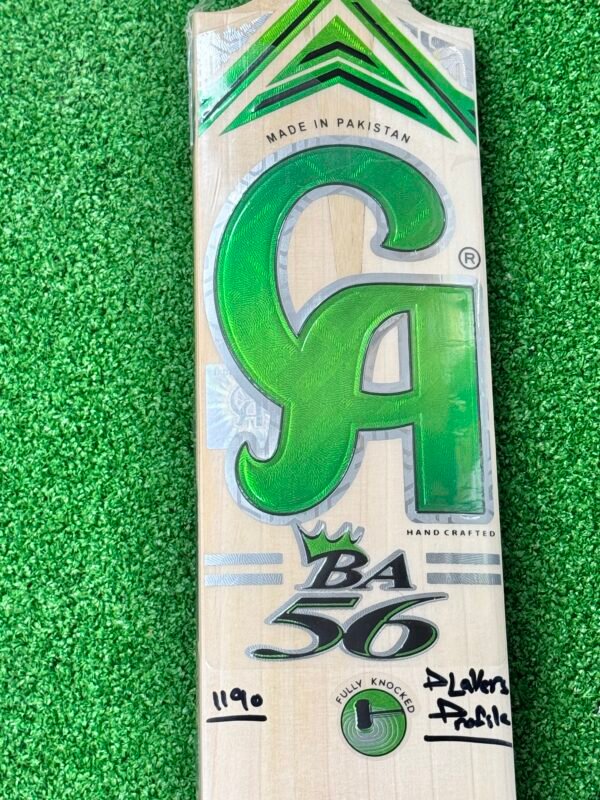 MADE IN PAKISTAN
CA
®
HAND CRAFTED
BA
56
FULLY KNOCKED
1190
PLAyers
Profile